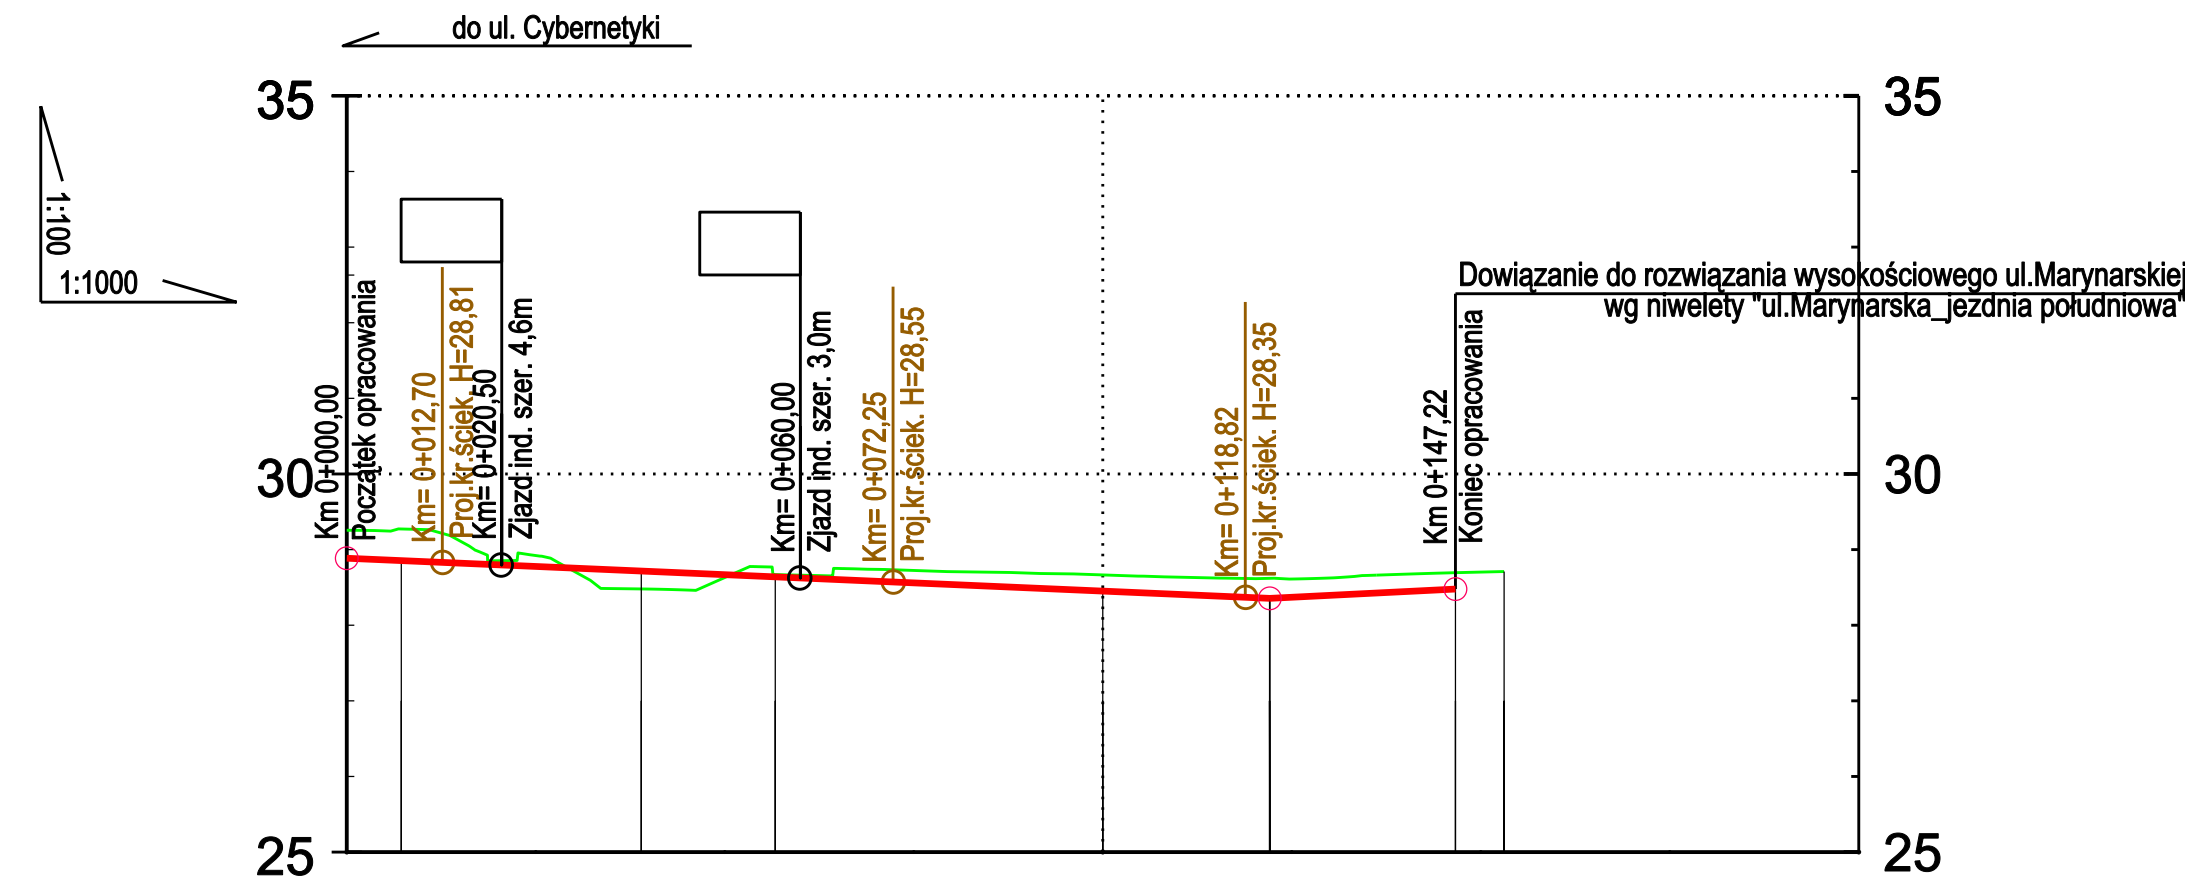 do ul. Cybernetyki
35
35
1:100
1:1000
Dowiązanie do rozwiązania wysokościowego ul.Marynarskiej
wg niwelety "ul.Marynarska_jezdnia południowa"
Km 0+000,00
Początek opracowania
Km= 0+012,70
Proj.kr.ściek. H=28,81
Km= 0+020,50
Zjazd ind. szer. 4,6m
Km= 0+060,00
Zjazd ind. szer. 3,0m
Km= 0+072,25
Proj.kr.ściek. H=28,55
Km= 0+118,82
Proj.kr.ściek. H=28,35
Km 0+147,22
Koniec opracowania
30
30
25
25